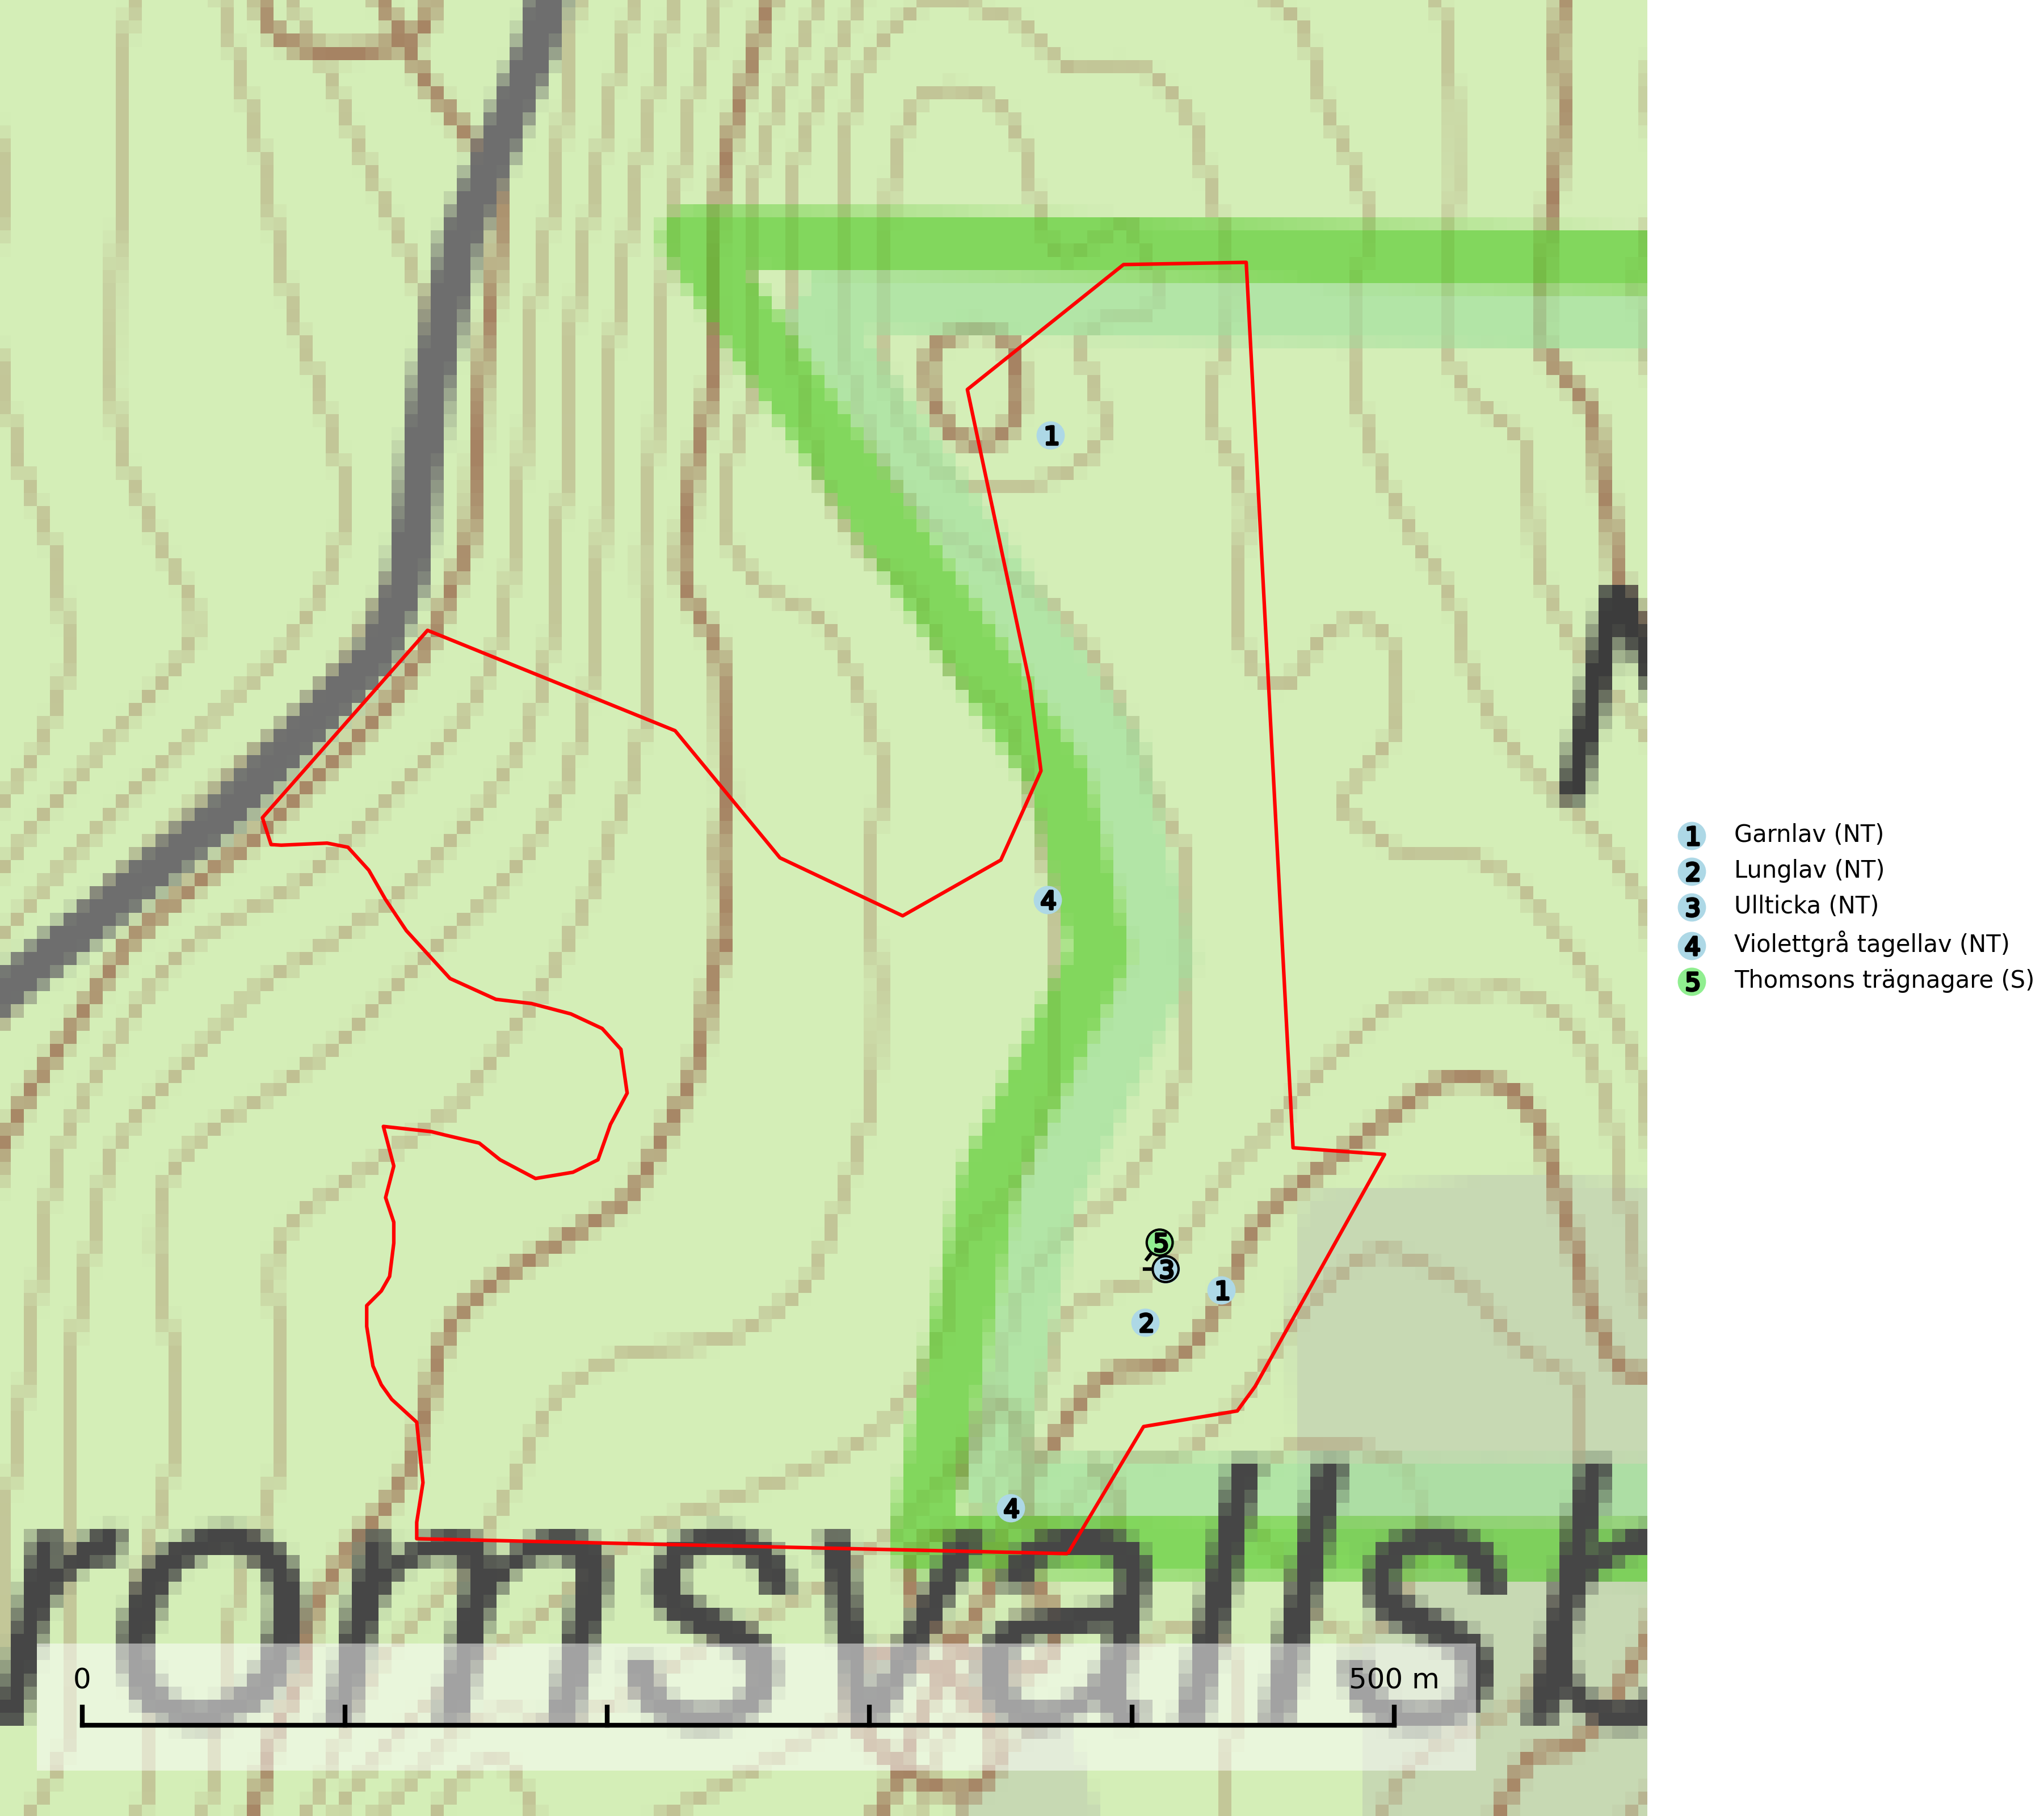 1
4
5
3
1
2
4
romsvallst
0 500 m
1 Garnlav (NT)
2 Lunglav (NT)
3 Ullticka (NT)
4 Violettgrå tagellav (NT)
5 Thomsons trägnagare (S)